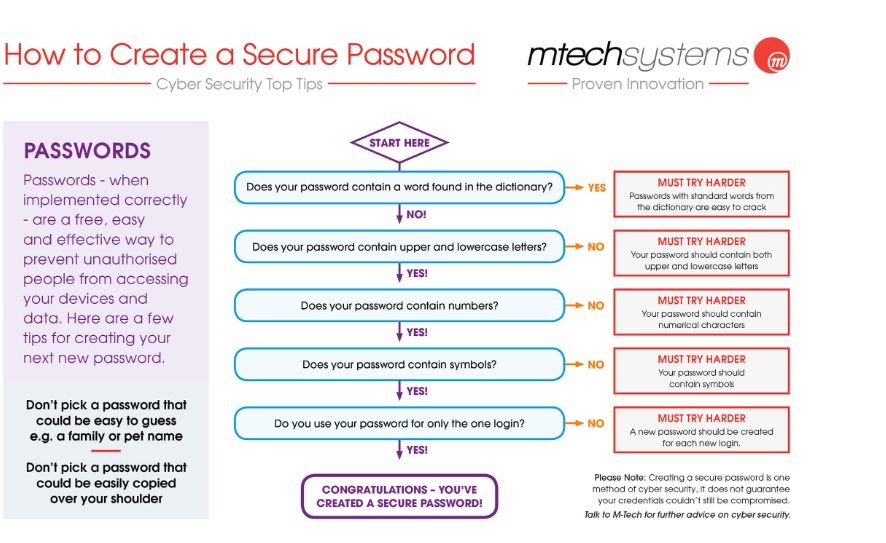 How to Create a Secure Password
Cyber Security Top Tips
mtechsystems
m
Proven Innovation
PASSWORDS
Passwords - when
implemented correctly
- are a free, easy
and effective way to
prevent unauthorised
people from accessing
your devices and
data. Here are a few
tips for creating your
next new password.
Don't pick a password that
could be easy to guess
e.g. a family or pet name
Don't pick a password that
could be easily copied
over your shoulder
START HERE
Does your password contain a word found in the dictionary?
YES
MUST TRY HARDER
Passwords with standard words from
the dictionary are easy to crack
NO!
Does your password contain upper and lowercase letters?
NO
MUST TRY HARDER
Your password should contain both
upper and lowercase letters
YES!
Does your password contain numbers?
NO
MUST TRY HARDER
Your password should contain
numerical characters
YES!
Does your password contain symbols?
NO
MUST TRY HARDER
Your password should
contain symbols
YES!
Do you use your password for only the one login?
NO
MUST TRY HARDER
A new password should be created
for each new login.
YES!
CONGRATULATIONS - YOU'VE
CREATED A SECURE PASSWORD!
Please Note: Creating a secure password is one
method of cyber security, it does not guarantee
your credentials couldn't still be compromised.
Talk to M-Tech for further advice on cyber security.